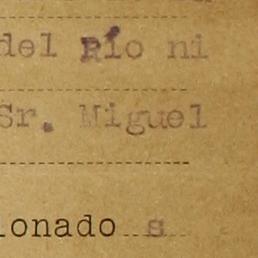 del Río ni
Sr. Miguel
ionado s